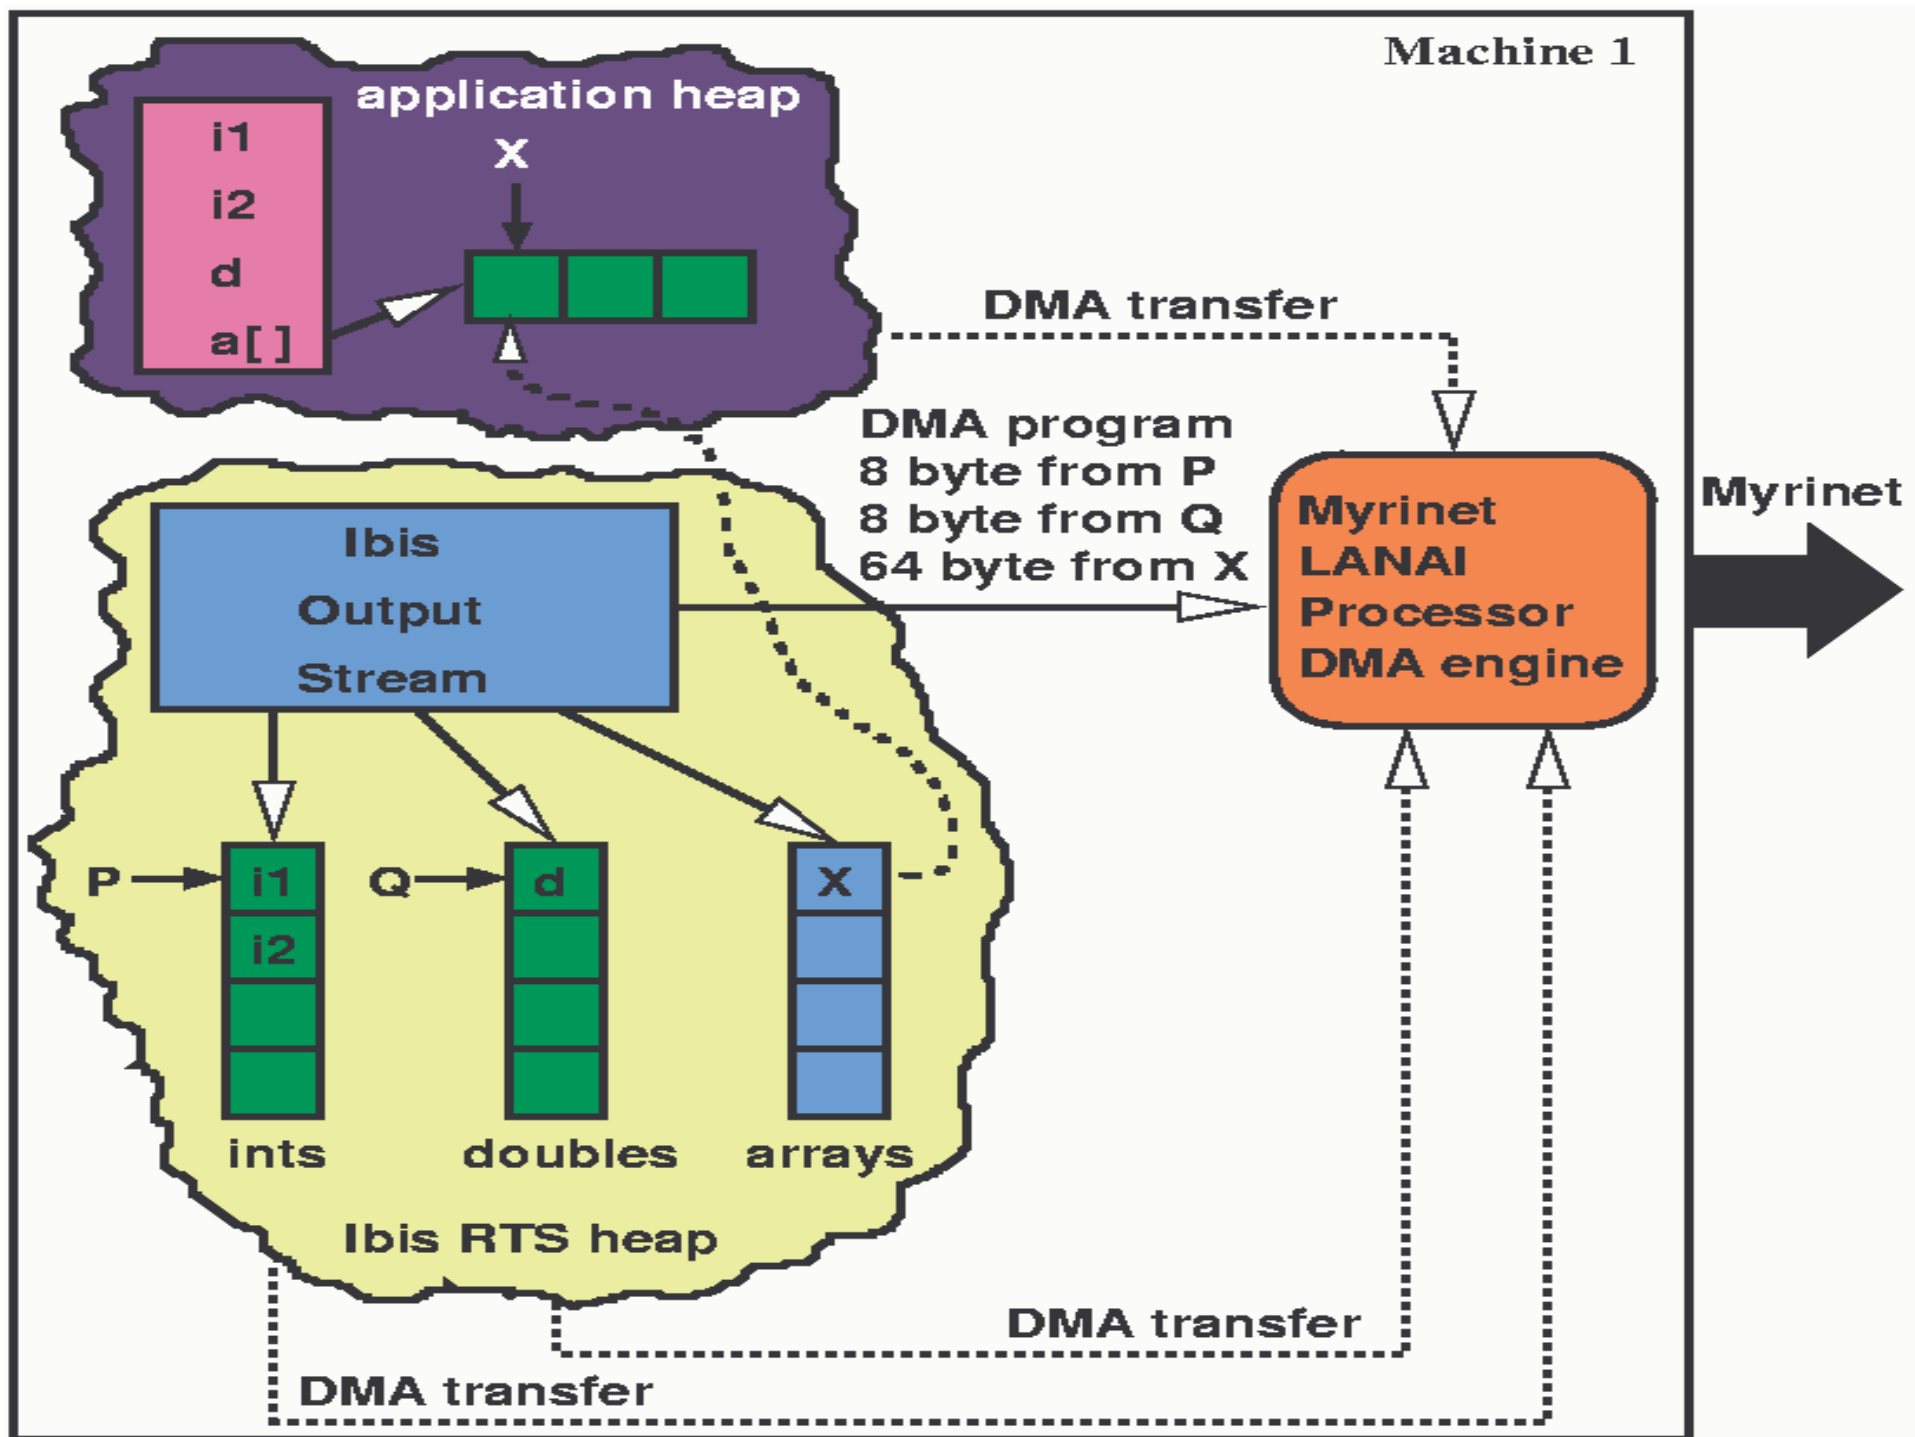 Machine 1
application heap
i1
i2
d
a[]
X
DMA transfer
DMA program
8 byte from P
8 byte from Q
64 byte from X
Myrinet
LANAI
Processor
DMA engine
Myrinet
Ibis
Output
Stream
P
i1
i2
Q
d
X
ints
doubles
arrays
Ibis RTS heap
DMA transfer
DMA transfer